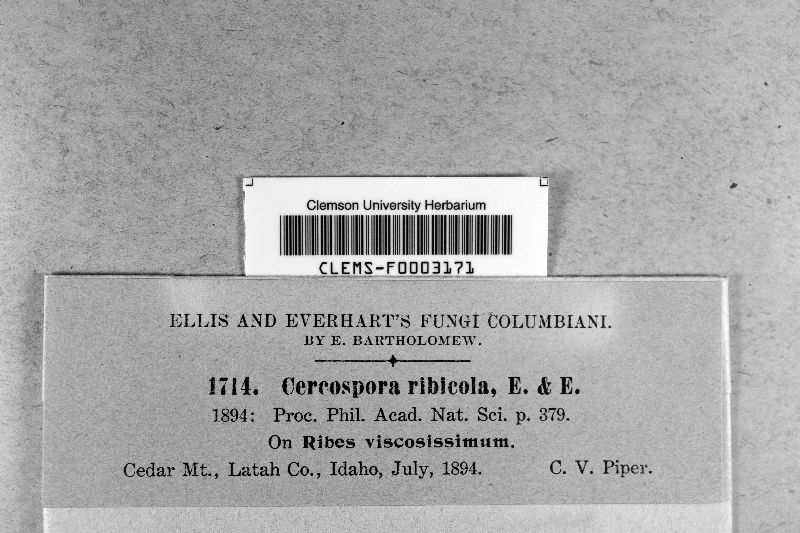 Clemson University Herbarium
CLEMS-F0003171
ELLIS AND EVERHART'S FUNGI COLUMBIANI.
BY E. BARTHOLOMEW.
1714. Cercospora ribicola, E. & E.
1894: Proc. Phil. Acad. Nat. Sci. p. 379.
On Ribes viscosissimum.
Cedar Mt., Latah Co., Idaho, July, 1894. C. V. Piper.